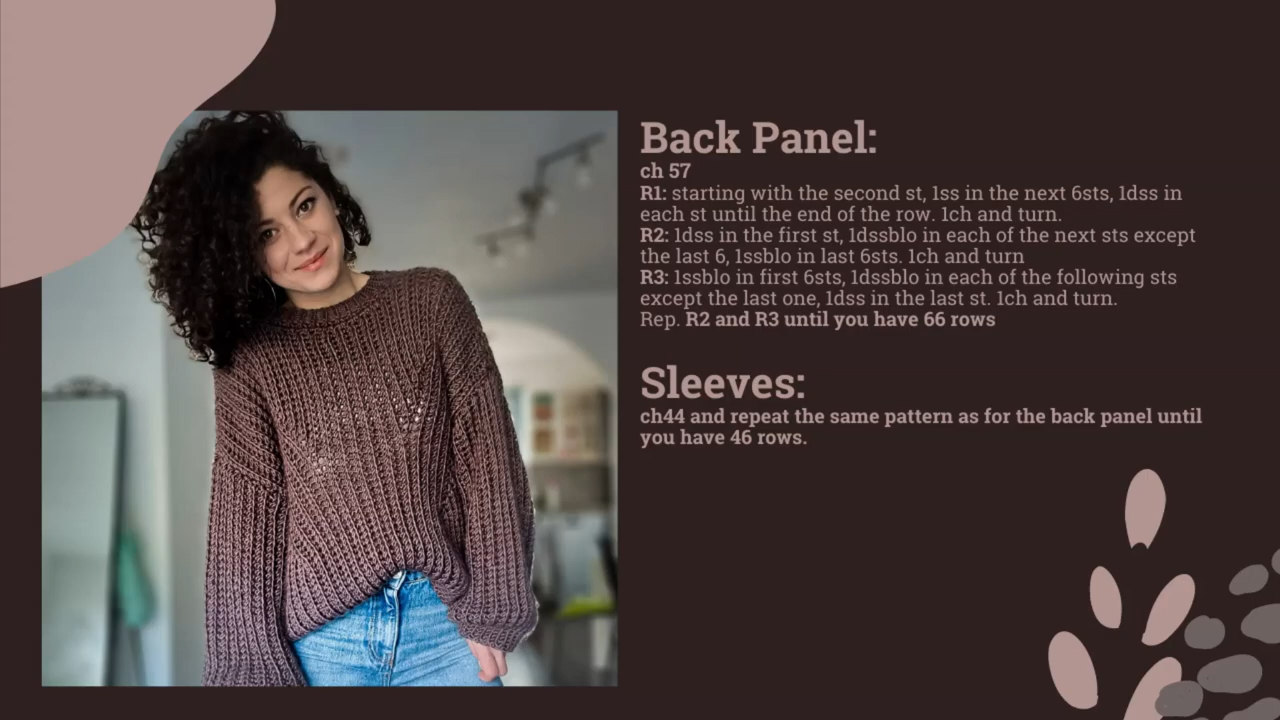 Back Panel:
ch 57
R1: starting with the second st, 1ss in the next 6sts, 1dss in
each st until the end of the row. 1ch and turn.
R2: 1dss in the first st, 1dssblo in each of the next sts except
the last 6, 1ssblo in last 6sts. 1ch and turn
R3: 1ssblo in first 6sts, 1dssblo in each of the following sts
except the last one, 1dss in the last st. 1ch and turn.
Rep. R2 and R3 until you have 66 rows
Sleeves:
ch44 and repeat the same pattern as for the back panel until
you have 46 rows.